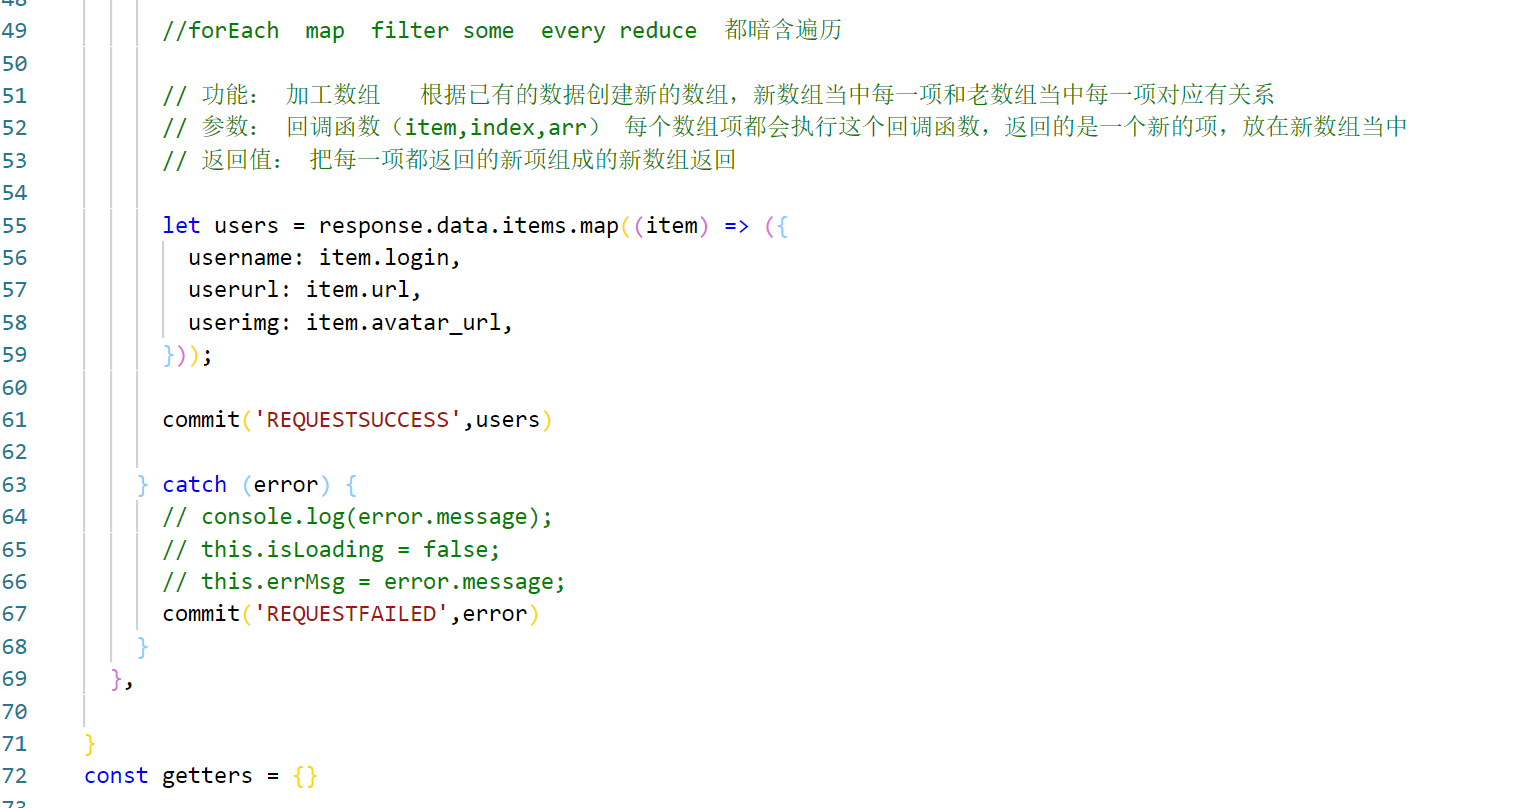 49 //forEach  map  filter some  every reduce  都暗含遍历
50
51 // 功能： 加工数组   根据已有的数据创建新的数组，新数组当中每一项和老数组当中每一项对应有关系
52 // 参数： 回调函数（item,index,arr） 每个数组项都会执行这个回调函数，返回的是一个新的项，放在新数组当中
53 // 返回值： 把每一项都返回的新项组成的新数组返回
54
55 let users = response.data.items.map((item) => ({
56 username: item.login,
57 userurl: item.url,
58 userimg: item.avatar_url,
59 }));
60
61 commit('REQUESTSUCCESS',users)
62
63 } catch (error) {
64 // console.log(error.message);
65 // this.isLoading = false;
66 // this.errMsg = error.message;
67 commit('REQUESTFAILED',error)
68 }
69 },
70
71 }
72 const getters = {}